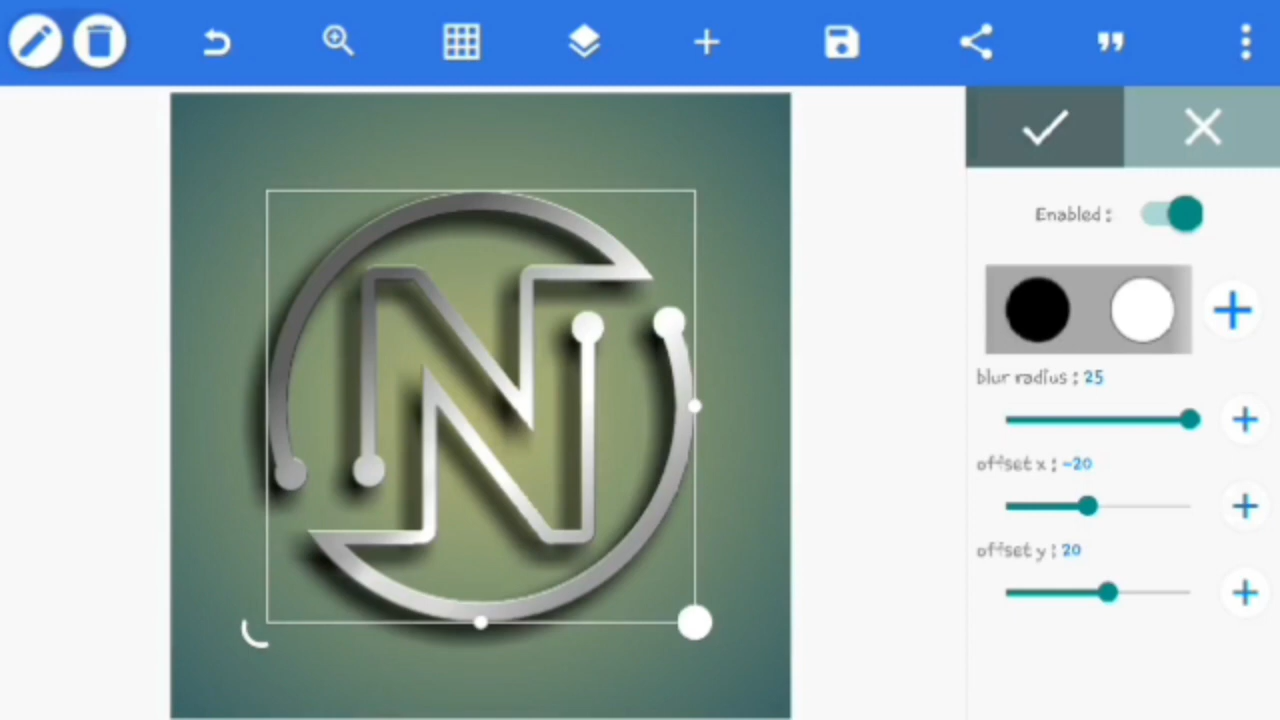 Enabled :
N
blur radius : 25
offset x : -20
offset y : 20